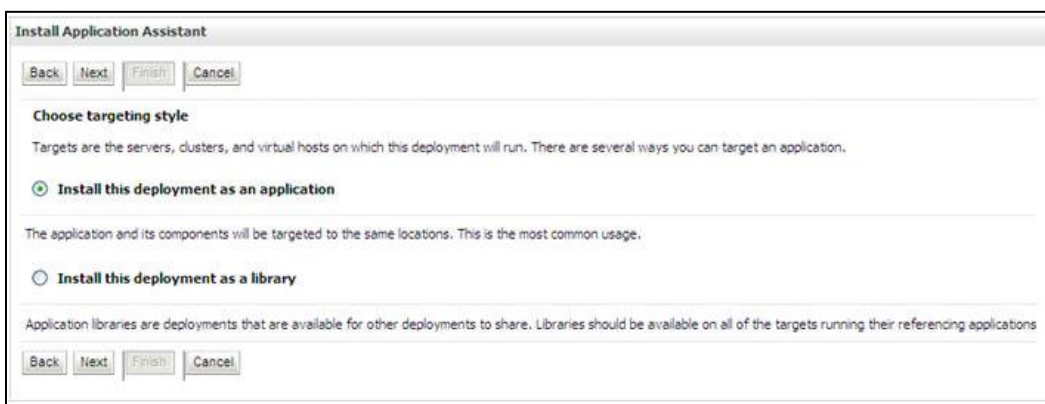 Install Application Assistant
Back Next Finish Cancel
Choose targeting style
Targets are the servers, clusters, and virtual hosts on which this deployment will run. There are several ways you can target an application.
Install this deployment as an application
The application and its components will be targeted to the same locations. This is the most common usage.
Install this deployment as a library
Application libraries are deployments that are available for other deployments to share. Libraries should be available on all of the targets running their referencing applications
Back Next Finish Cancel